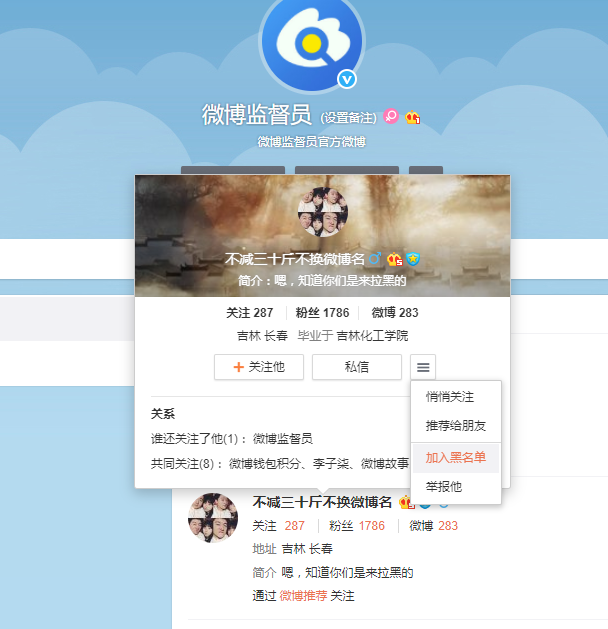 微博监督员 (设置备注)
微博监督员官方微博
不减三十斤不换微博名
简介：嗯，知道你们是来拉黑的
关注 287 粉丝 1786 微博 283
吉林 长春 毕业于 吉林化工学院
+ 关注他 私信
悄悄关注
推荐给朋友
加入黑名单
举报他
关系
谁还关注了他(1)： 微博监督员
共同关注(8)： 微博钱包积分、李子柒、微博故事
不减三十斤不换微博名
关注 287 粉丝 1786 微博 283
地址 吉林 长春
简介 嗯，知道你们是来拉黑的
通过 微博推荐 关注